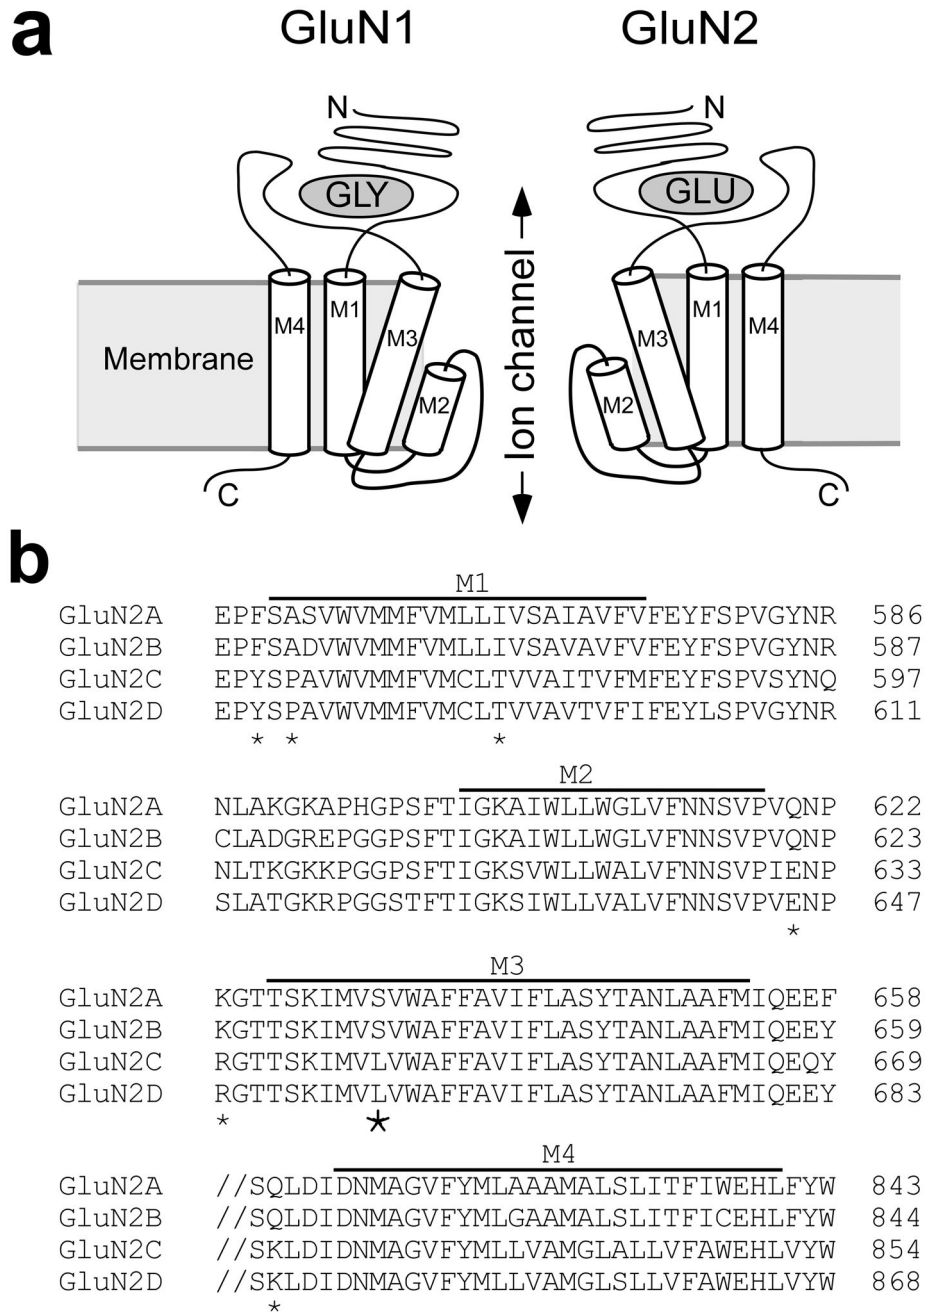 a
GluN1 GluN2
N N
GLY GLU
M4 M1 M3 M2 M2 M3 M1 M4
Membrane
Ion channel
C C
b
M1
GluN2A EPFSASVWVMMFVMLLIVSAIAVFVFEYFSPVGYNR 586
GluN2B EPFSADVWVMMFVMLLIVSAVAVFVFEYFSPVGYNR 587
GluN2C EPYSPAVWVMMFVMCLTVVAITVFMFEYFSPVSYNQ 597
GluN2D EPYSPAVWVMMFVMCLTVVAVTVFIFEYLSPVGYNR 611
* * *
M2
GluN2A NLAKGKAPHGPSFTIGKAIWLLWGLVFNNSVPVQNP 622
GluN2B CLADGREPGGPSFTIGKAIWLLWGLVFNNSVPVQNP 623
GluN2C NLTKGKKPGGPSFTIGKSVWLLWALVFNNSVPIENP 633
GluN2D SLATGKRPGGSTFTIGKSIWLLVALVFNNSVPVENP 647
*
M3
GluN2A KGTTSKIMVSVWAFFAVIFLASYTANLAAFMIQEEF 658
GluN2B KGTTSKIMVSVWAFFAVIFLASYTANLAAFMIQEEY 659
GluN2C RGTTSKIMVLVWAFFAVIFLASYTANLAAFMIQEQY 669
GluN2D RGTTSKIMVLVWAFFAVIFLASYTANLAAFMIQEEY 683
* *
M4
GluN2A //SQLDIDNMAGVFYMLAAAMALSLITFIWEHLFYW 843
GluN2B //SQLDIDNMAGVFYMLGAAMALSLITFICEHLFYW 844
GluN2C //SKLDIDNMAGVFYMLLVAMGLALLVFAWEHLVYW 854
GluN2D //SKLDIDNMAGVFYMLLVAMGLSLLVFAWEHLVYW 868
*